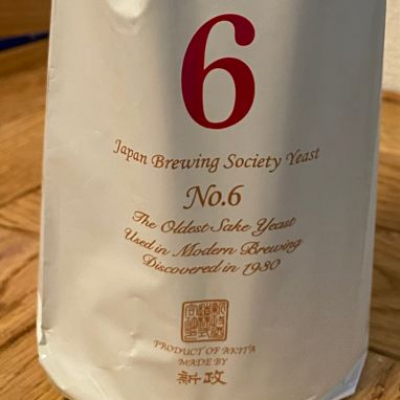 6
Japan Brewing Society Yeast
No.6
The Oldest Sake Yeast
Used in Modern Brewing
Discovered in 1930
PRODUCT OF AKITA
MADE BY
新政